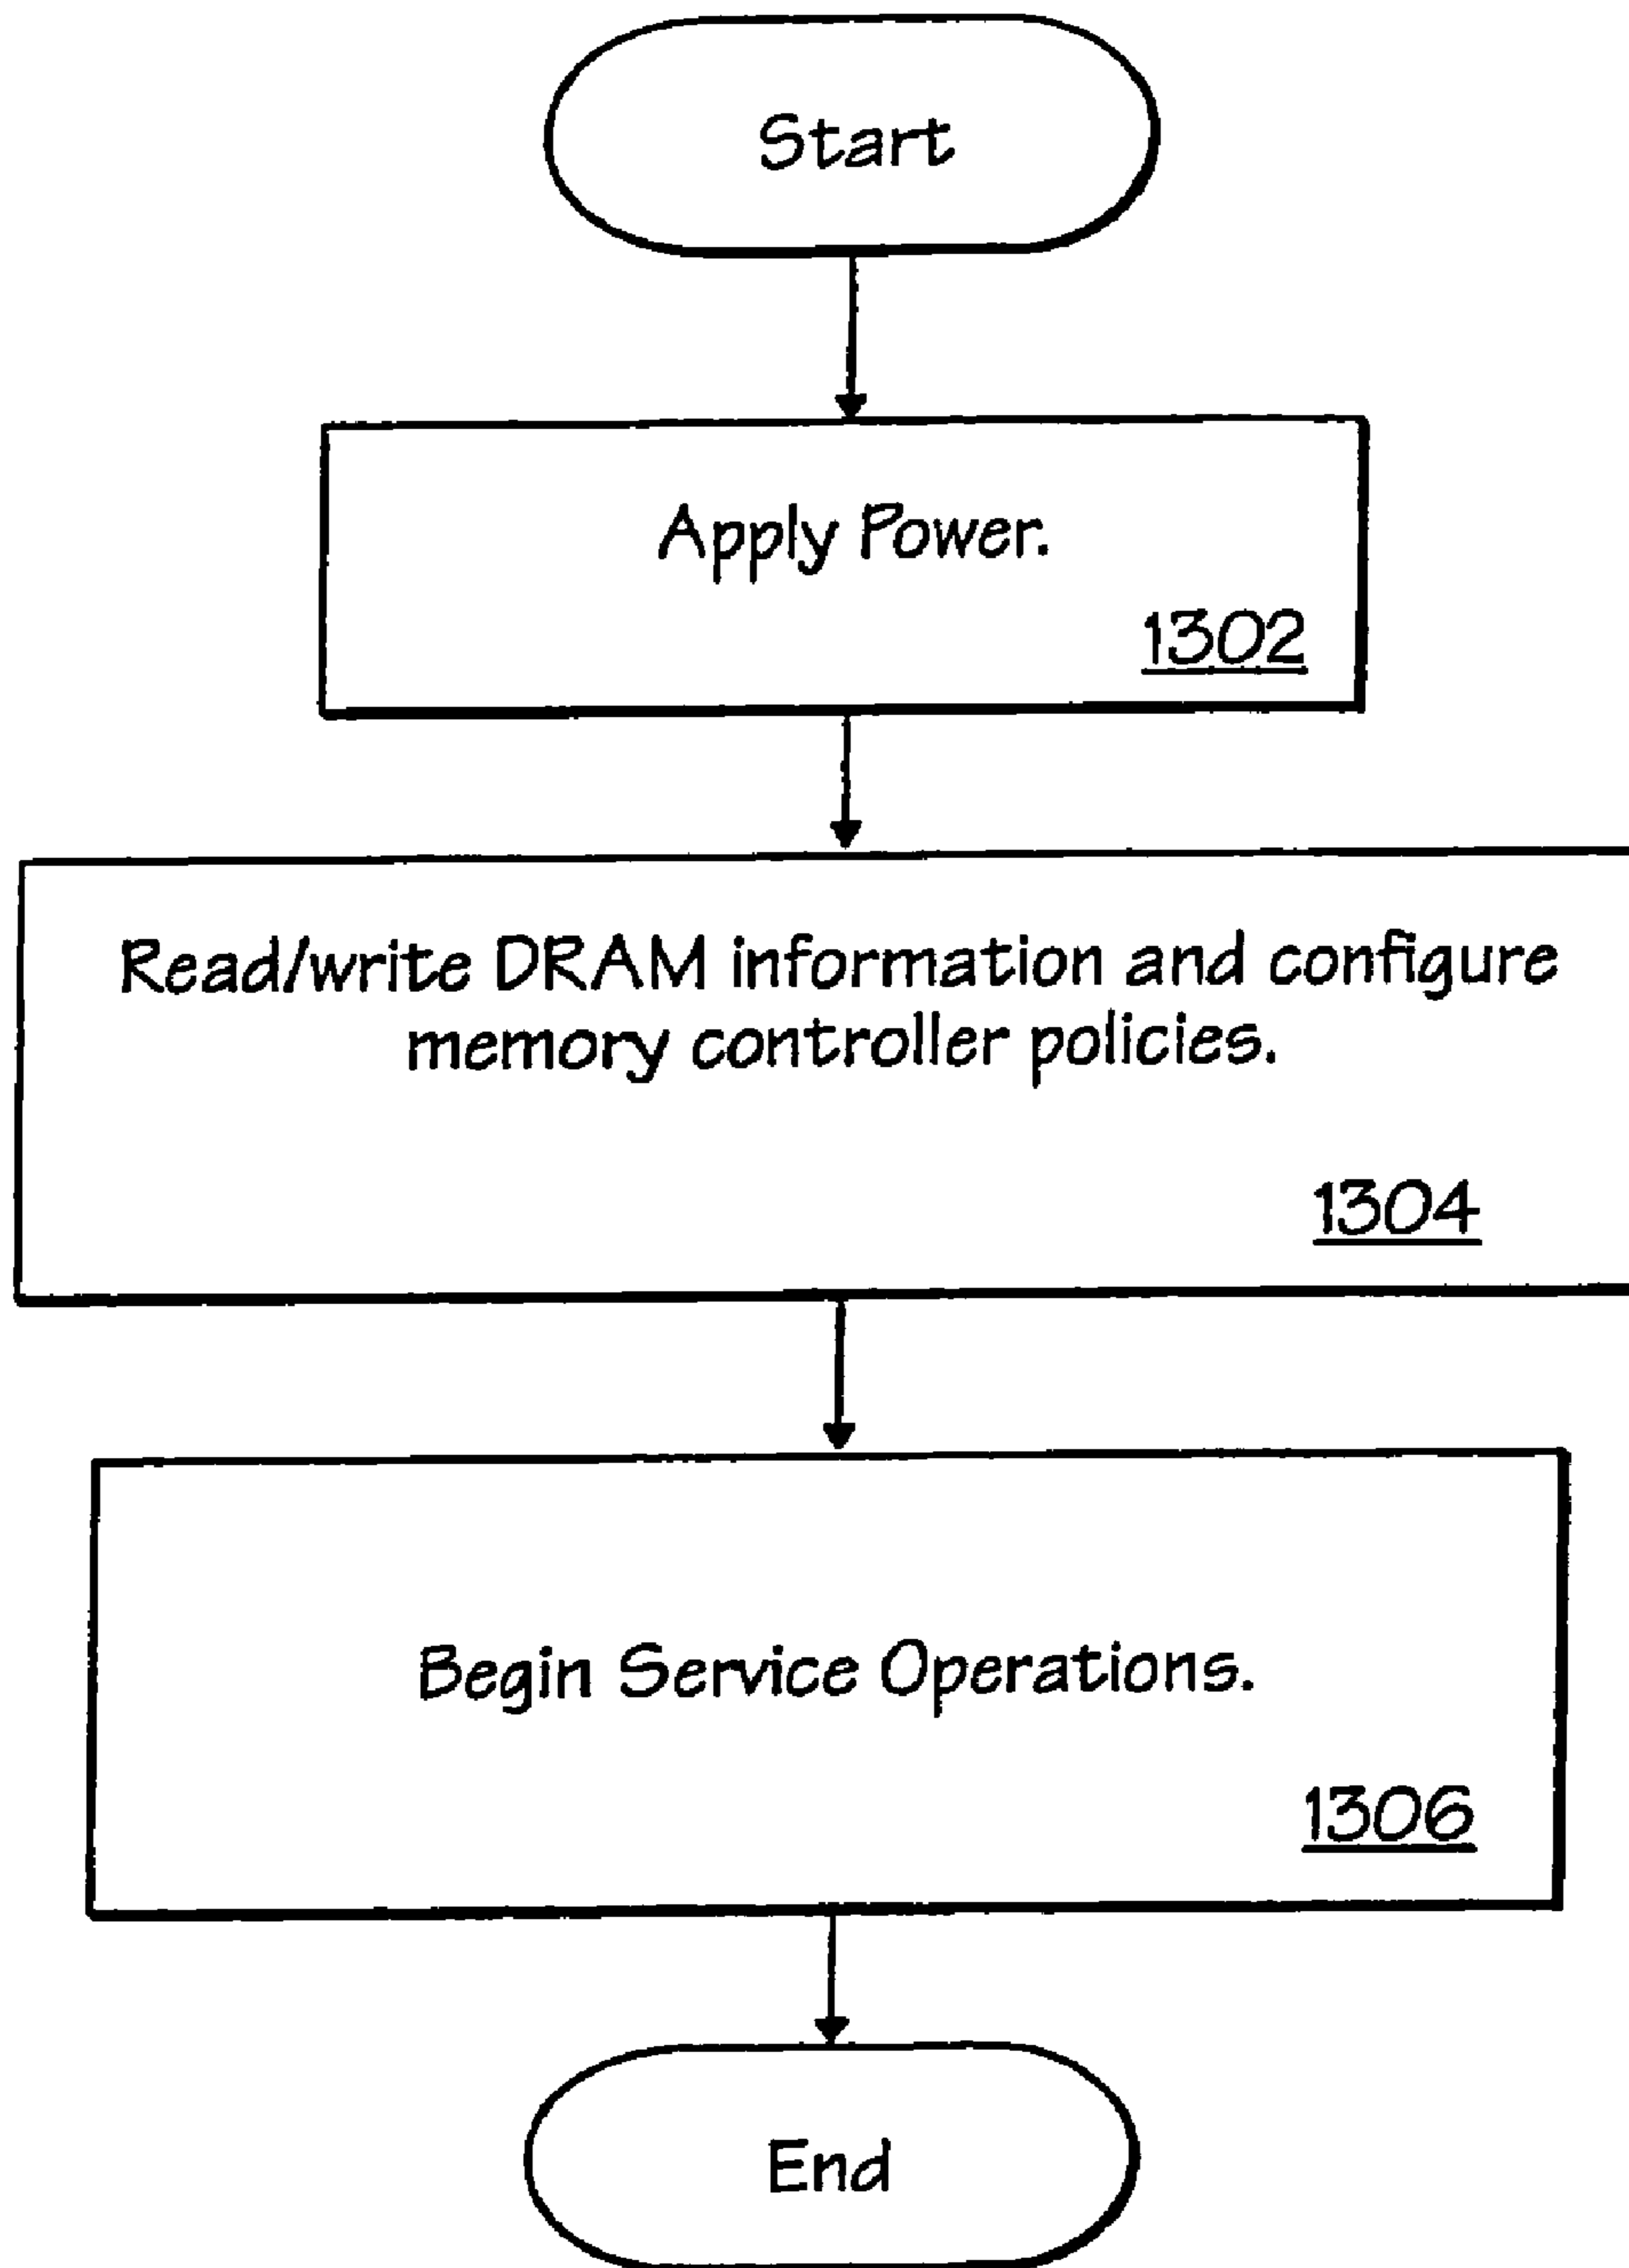 Start
Apply Power.
1302
Read/write DRAM information and configure
memory controller policies.
1304
Begin Service Operations.
1306
End